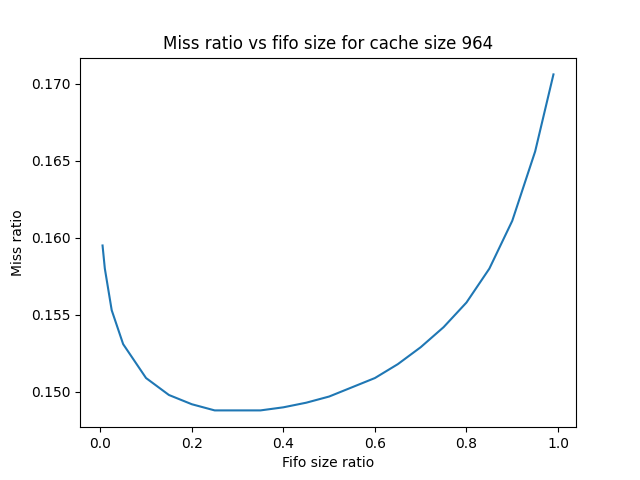 Miss ratio vs fifo size for cache size 964
Miss ratio
0.170
0.165
0.160
0.155
0.150
0.0 0.2 0.4 0.6 0.8 1.0
Fifo size ratio